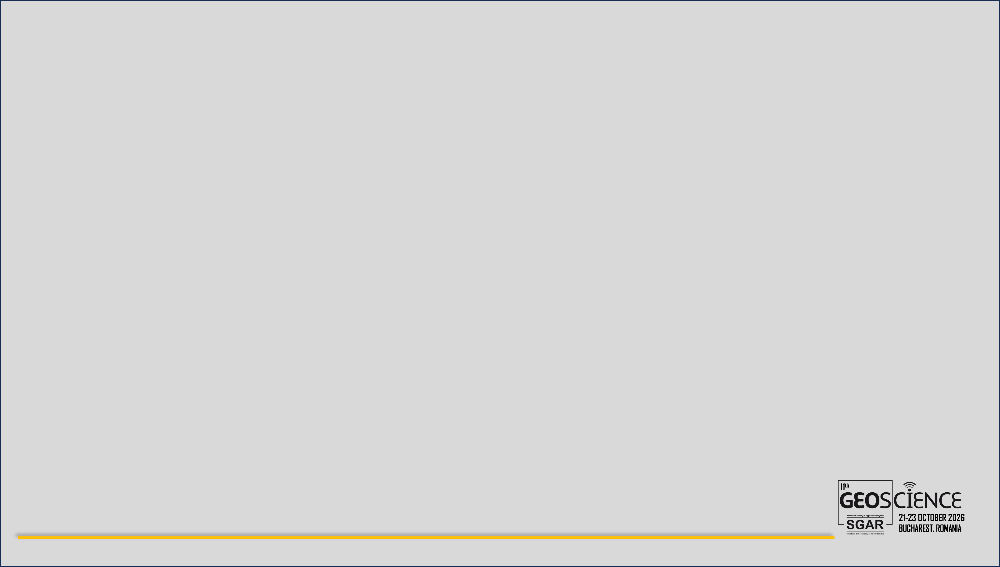 11th
GEOSCIENCE
Romanian Society of Applied Geophysics
SGAR
Societatea de Geofizică Aplicată din România
21-23 OCTOBER 2026
BUCHAREST, ROMANIA